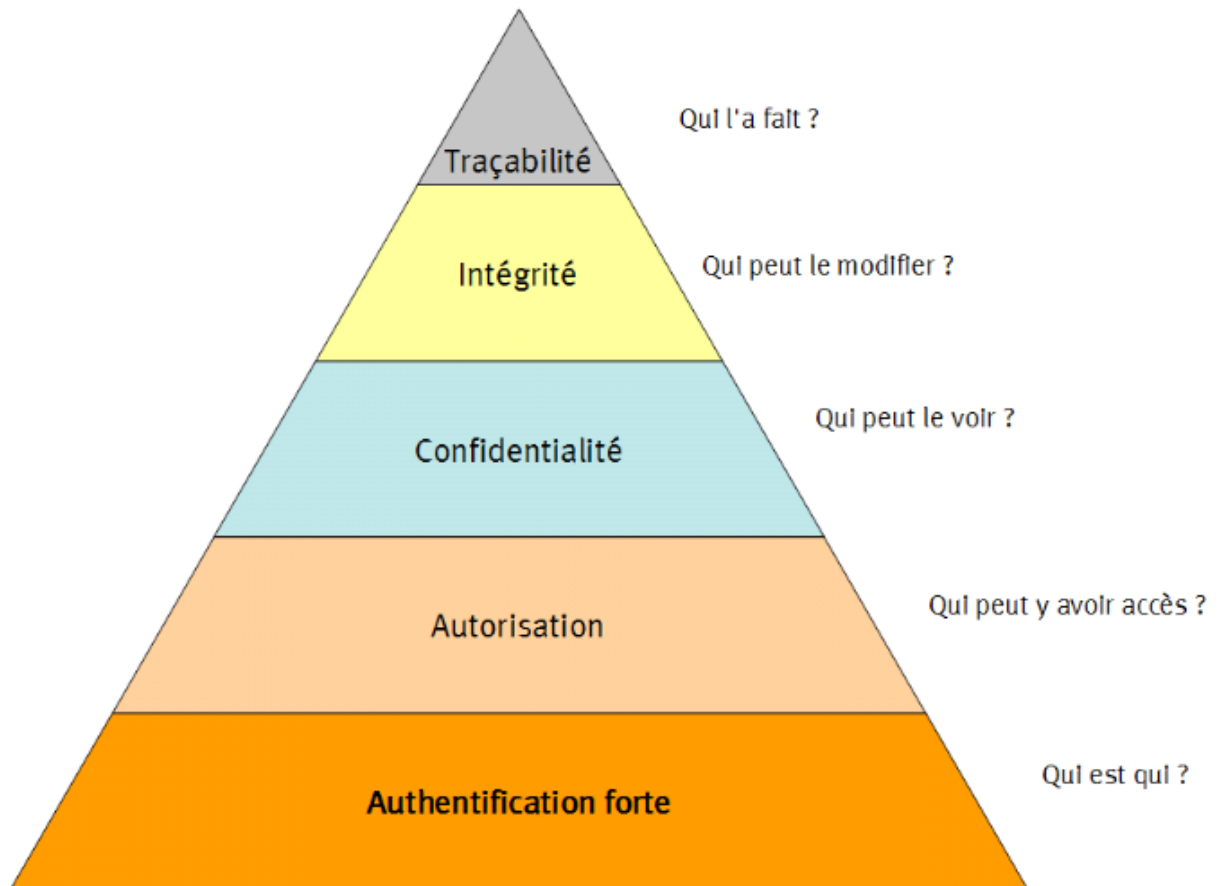 Qui l'a fait ?
Traçabilité
Intégrité
Qui peut le modifier ?
Qui peut le voir ?
Confidentialité
Qui peut y avoir accès ?
Autorisation
Qui est qui ?
Authentification forte